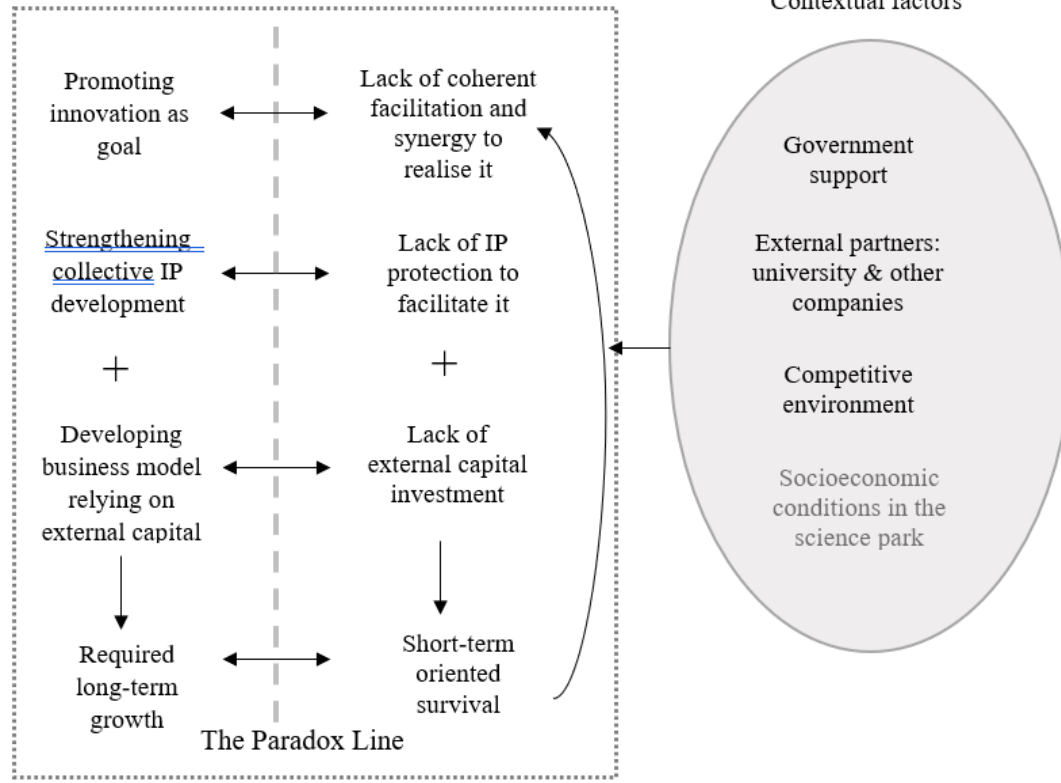 Contextual factors
Promoting
innovation as
goal
Lack of coherent
facilitation and
synergy to
realise it
Strengthening
collective IP
development
Lack of IP
protection to
facilitate it
+
+
Developing
business model
relying on
external capital
Lack of
external capital
investment
Required
long-term
growth
Short-term
oriented
survival
The Paradox Line
Government
support
External partners:
university & other
companies
Competitive
environment
Socioeconomic
conditions in the
science park